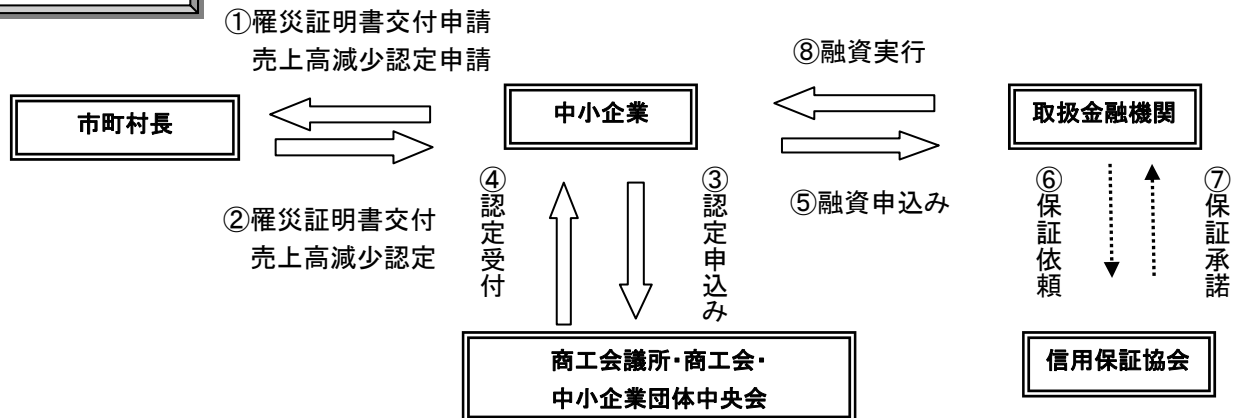 ①罹災証明書交付申請
売上高減少認定申請
⑧融資実行
市町村長
中小企業
取扱金融機関
②罹災証明書交付
売上高減少認定
④認定受付
③認定申込み
⑤融資申込み
⑥保証依頼
⑦保証承諾
商工会議所・商工会・
中小企業団体中央会
信用保証協会